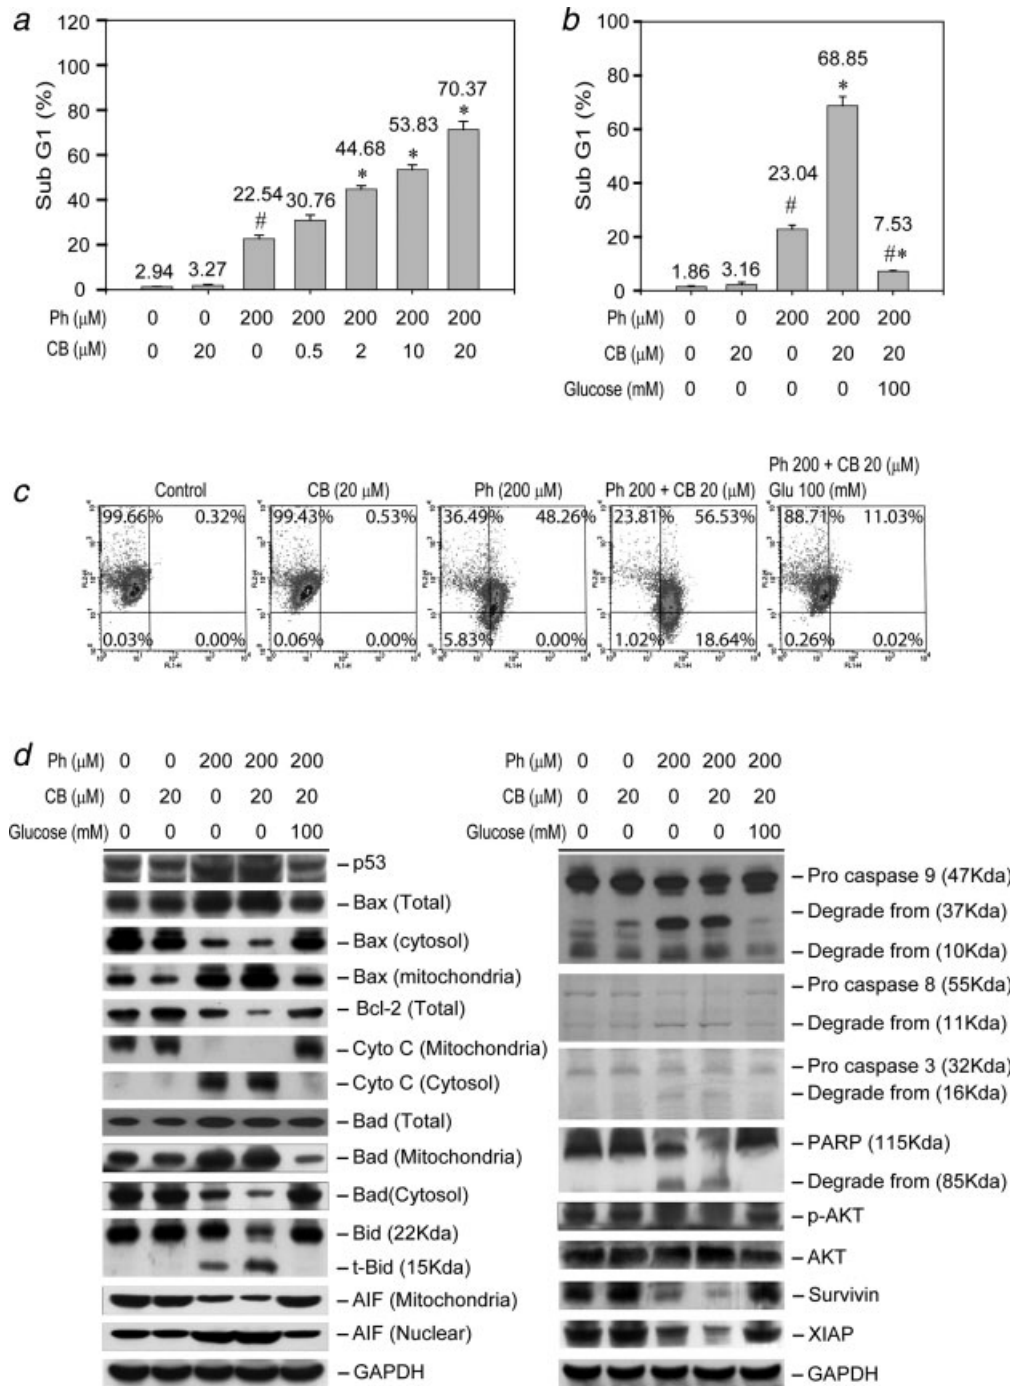 a
Sub G1 (%)
120
100
80
60
40
20
0
2.94
3.27
22.54
#
30.76
44.68
*
53.83
*
70.37
*
Ph (μM) 0 0 200 200 200 200 200
CB (μM) 0 20 0 0.5 2 10 20
b
Sub G1 (%)
100
80
60
40
20
0
1.86
3.16
23.04
#
68.85
*
7.53
#*
Ph (μM) 0 0 200 200 200
CB (μM) 0 20 0 20 20
Glucose (mM) 0 0 0 0 100
c
Control
99.66% 0.32%
0.03% 0.00%
FL1-H
CB (20 μM)
99.43% 0.53%
0.06% 0.00%
FL1-H
Ph (200 μM)
36.49% 48.26%
5.83% 0.00%
FL1-H
Ph 200 + CB 20 (μM)
23.81% 56.53%
1.02% 18.64%
FL1-H
Ph 200 + CB 20 (μM)
Glu 100 (mM)
88.71% 11.03%
0.26% 0.02%
FL1-H
d
Ph (μM) 0 0 200 200 200
CB (μM) 0 20 0 20 20
Glucose (mM) 0 0 0 0 100
p53
Bax (Total)
Bax (cytosol)
Bax (mitochondria)
Bcl-2 (Total)
Cyto C (Mitochondria)
Cyto C (Cytosol)
Bad (Total)
Bad (Mitochondria)
Bad(Cytosol)
Bid (22Kda)
t-Bid (15Kda)
AIF (Mitochondria)
AIF (Nuclear)
GAPDH
Ph (μM) 0 0 200 200 200
CB (μM) 0 20 0 20 20
Glucose (mM) 0 0 0 0 100
Pro caspase 9 (47Kda)
Degrade from (37Kda)
Degrade from (10Kda)
Pro caspase 8 (55Kda)
Degrade from (11Kda)
Pro caspase 3 (32Kda)
Degrade from (16Kda)
PARP (115Kda)
Degrade from (85Kda)
p-AKT
AKT
Survivin
XIAP
GAPDH